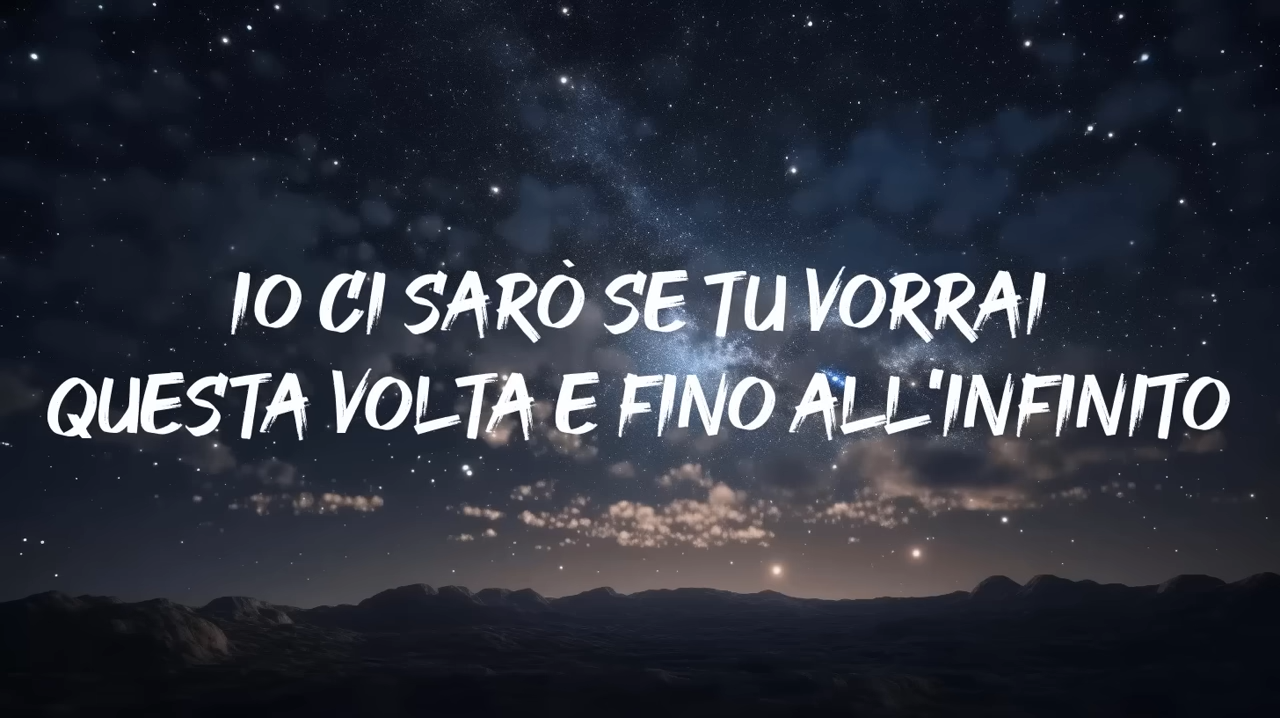 IO CI SARÒ SE TU VORRAI
QUESTA VOLTA E FINO ALL'INFINITO